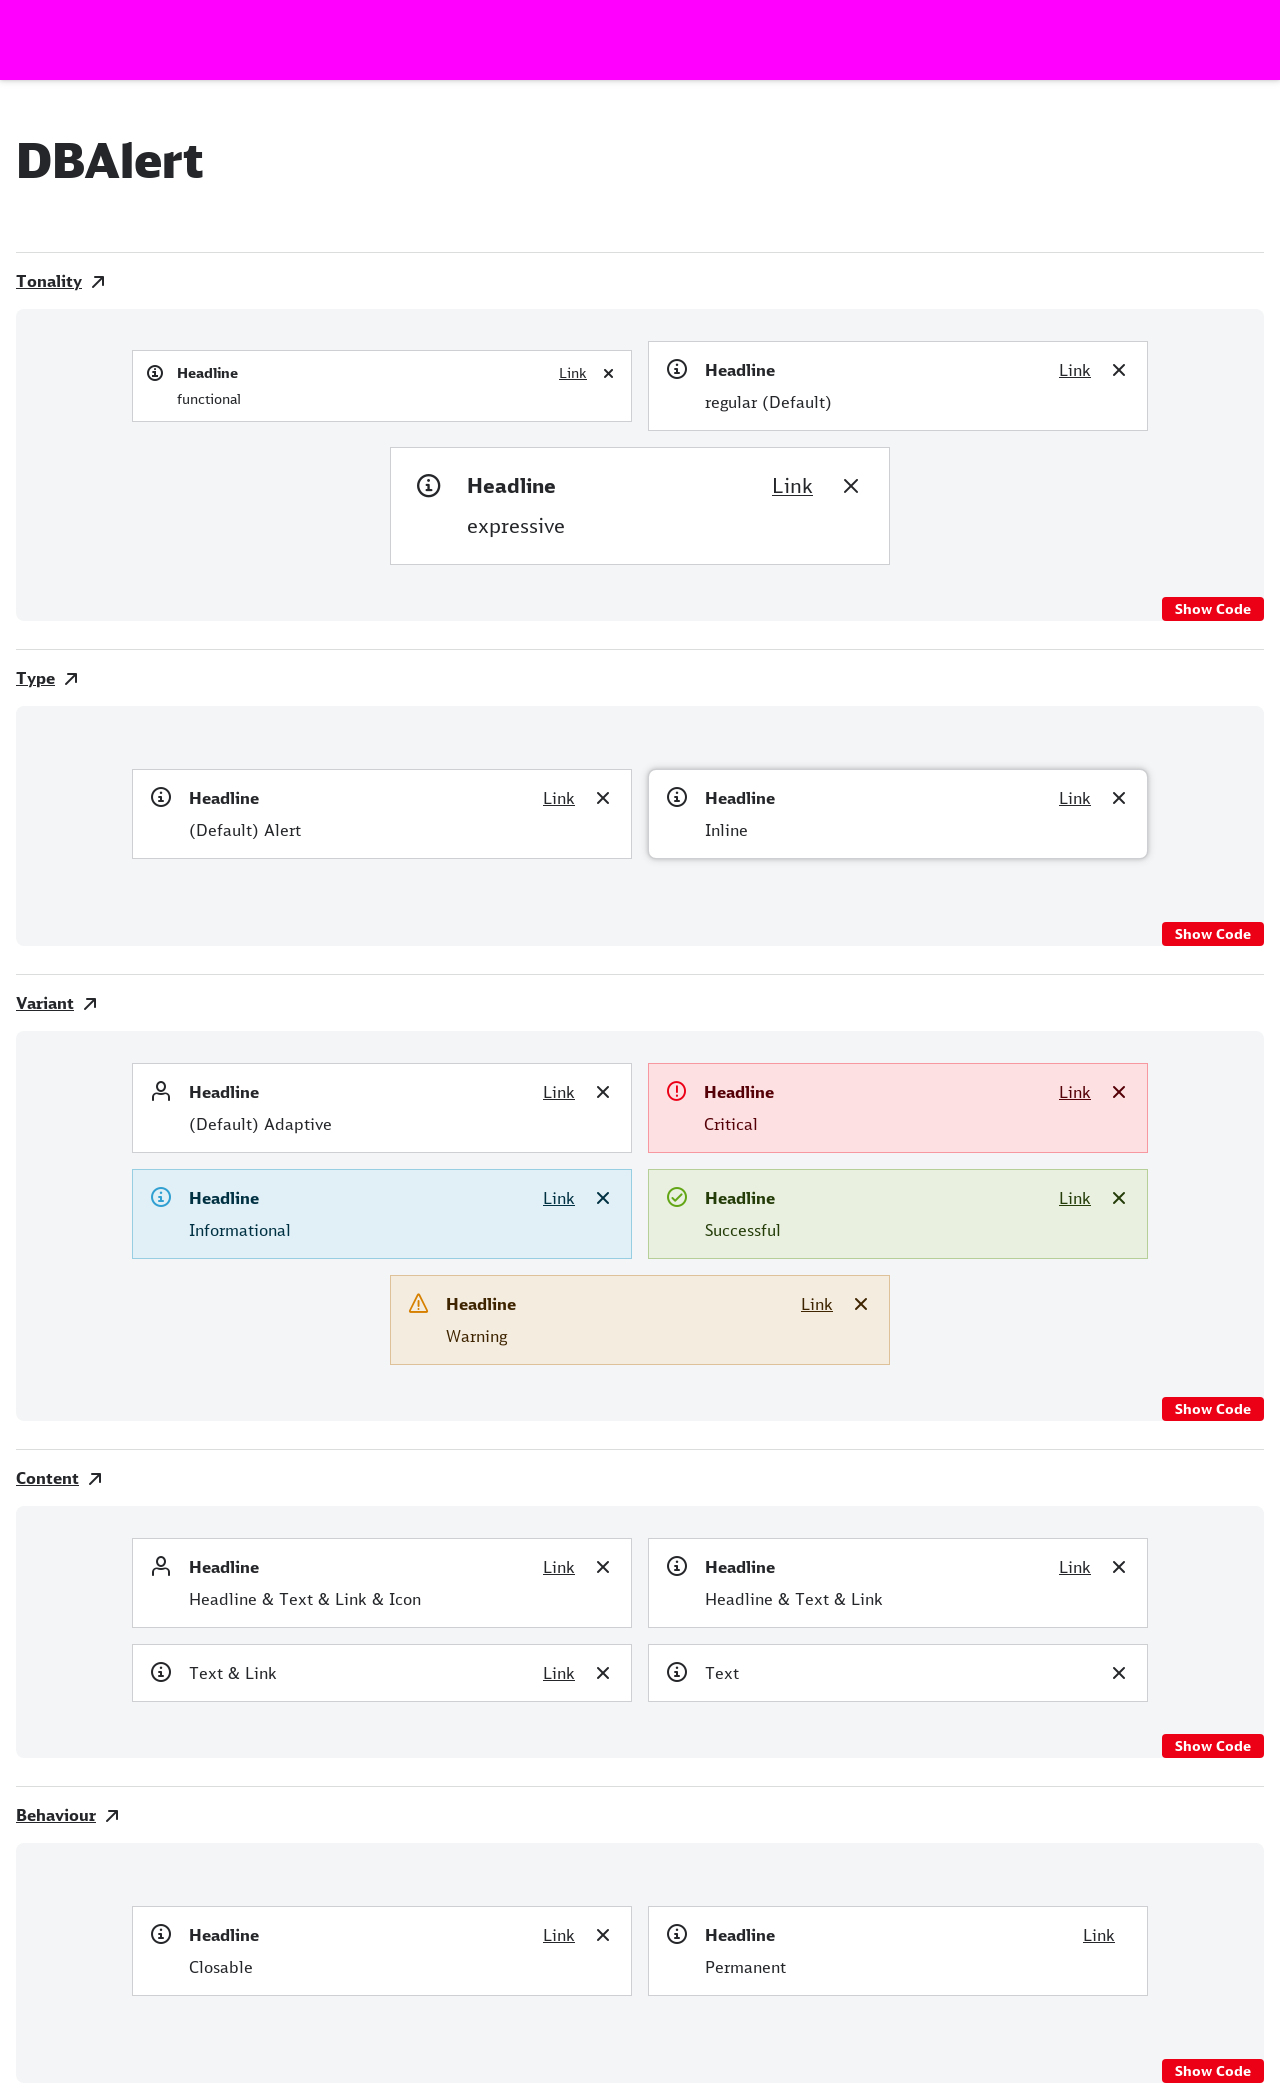 DBAlert
Tonality
Headline Link
functional
Headline Link
regular (Default)
Headline Link
expressive
Show Code
Type
Headline Link
(Default) Alert
Headline Link
Inline
Show Code
Variant
Headline Link
(Default) Adaptive
Headline Link
Critical
Headline Link
Informational
Headline Link
Successful
Headline Link
Warning
Show Code
Content
Headline Link
Headline & Text & Link & Icon
Headline Link
Headline & Text & Link
Text & Link Link
Text
Show Code
Behaviour
Headline Link
Closable
Headline Link
Permanent
Show Code